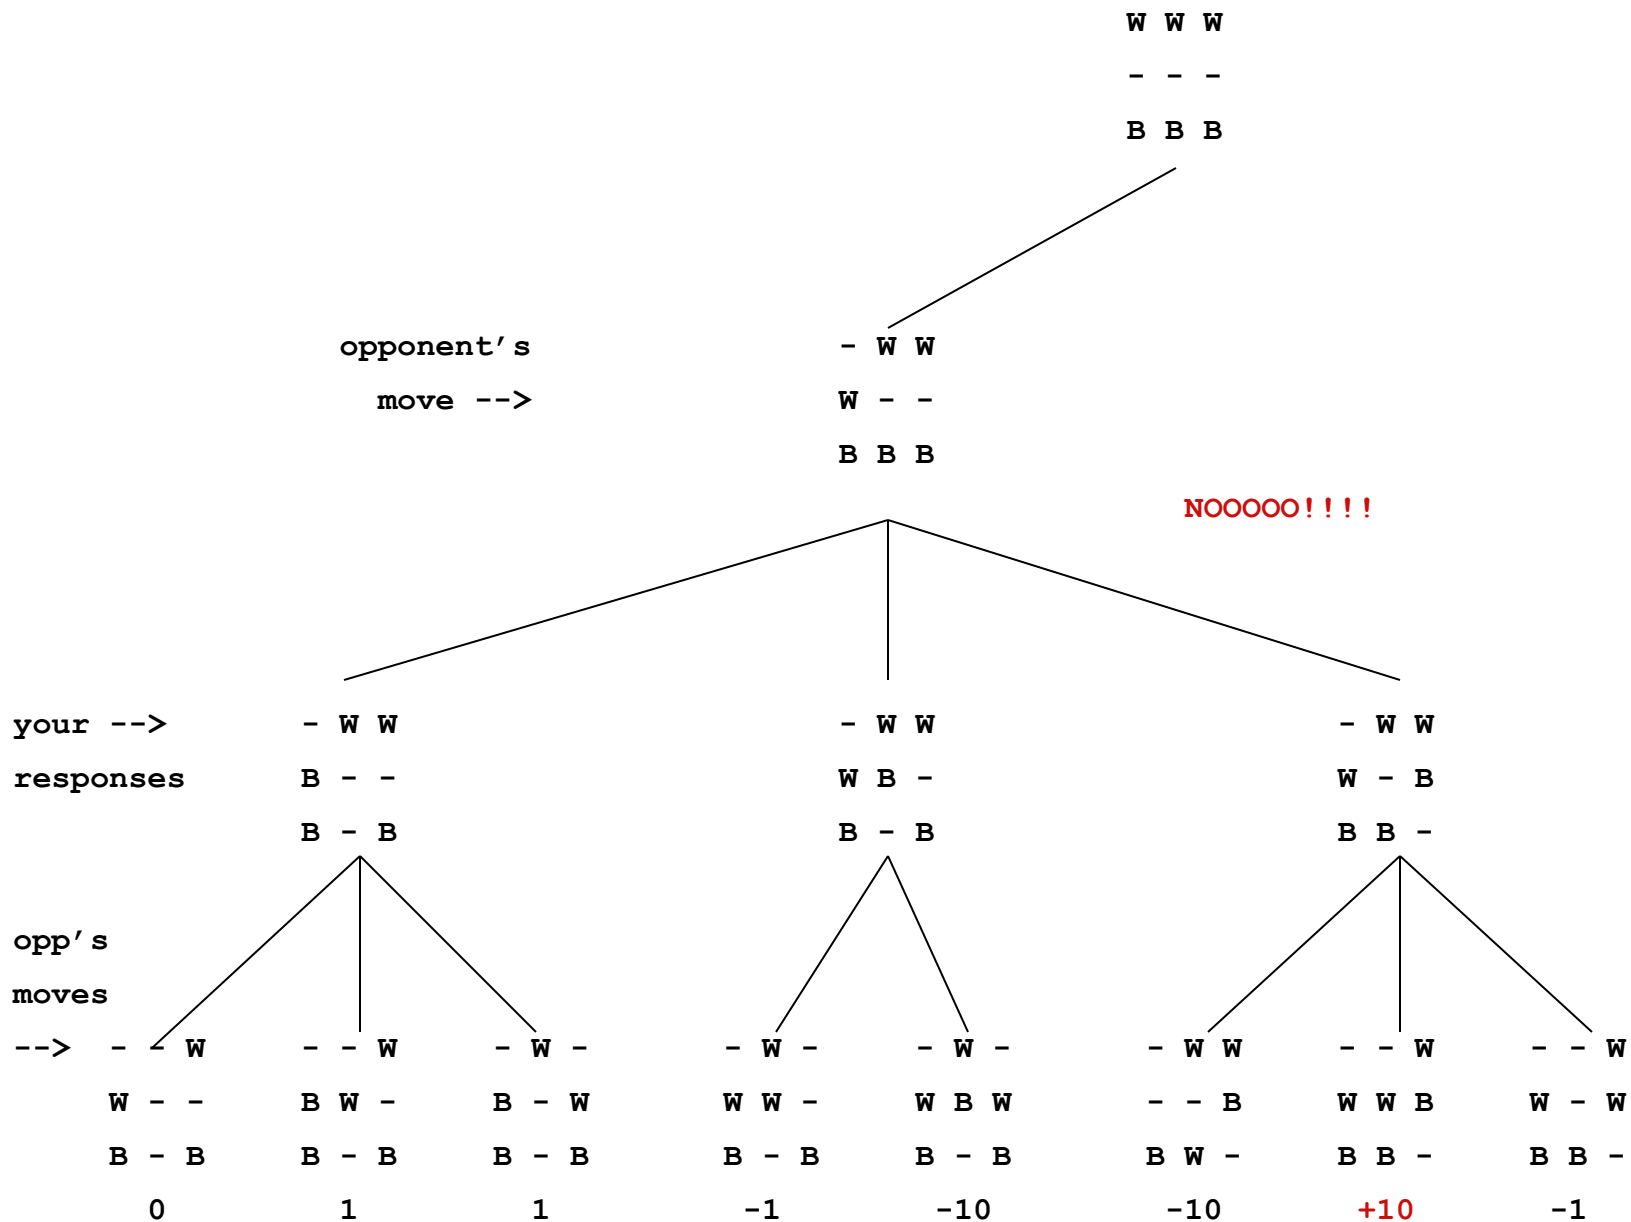 W W W
- - -
B B B
opponent’s - W W
move --> W - -
B B B
NOOOOO!!!!
your --> - W W - W W - W W
responses B - - W B - W - B
B - B B - B B B -
opp’s
moves
--> - - W - - W - W - - W - - W - - W W - - W - - W
W - - B W - B - W W W - W B W - - B W W B W - W
B - B B - B B - B B - B B - B B W - B B - B B -
0 1 1 -1 -10 -10 +10 -1